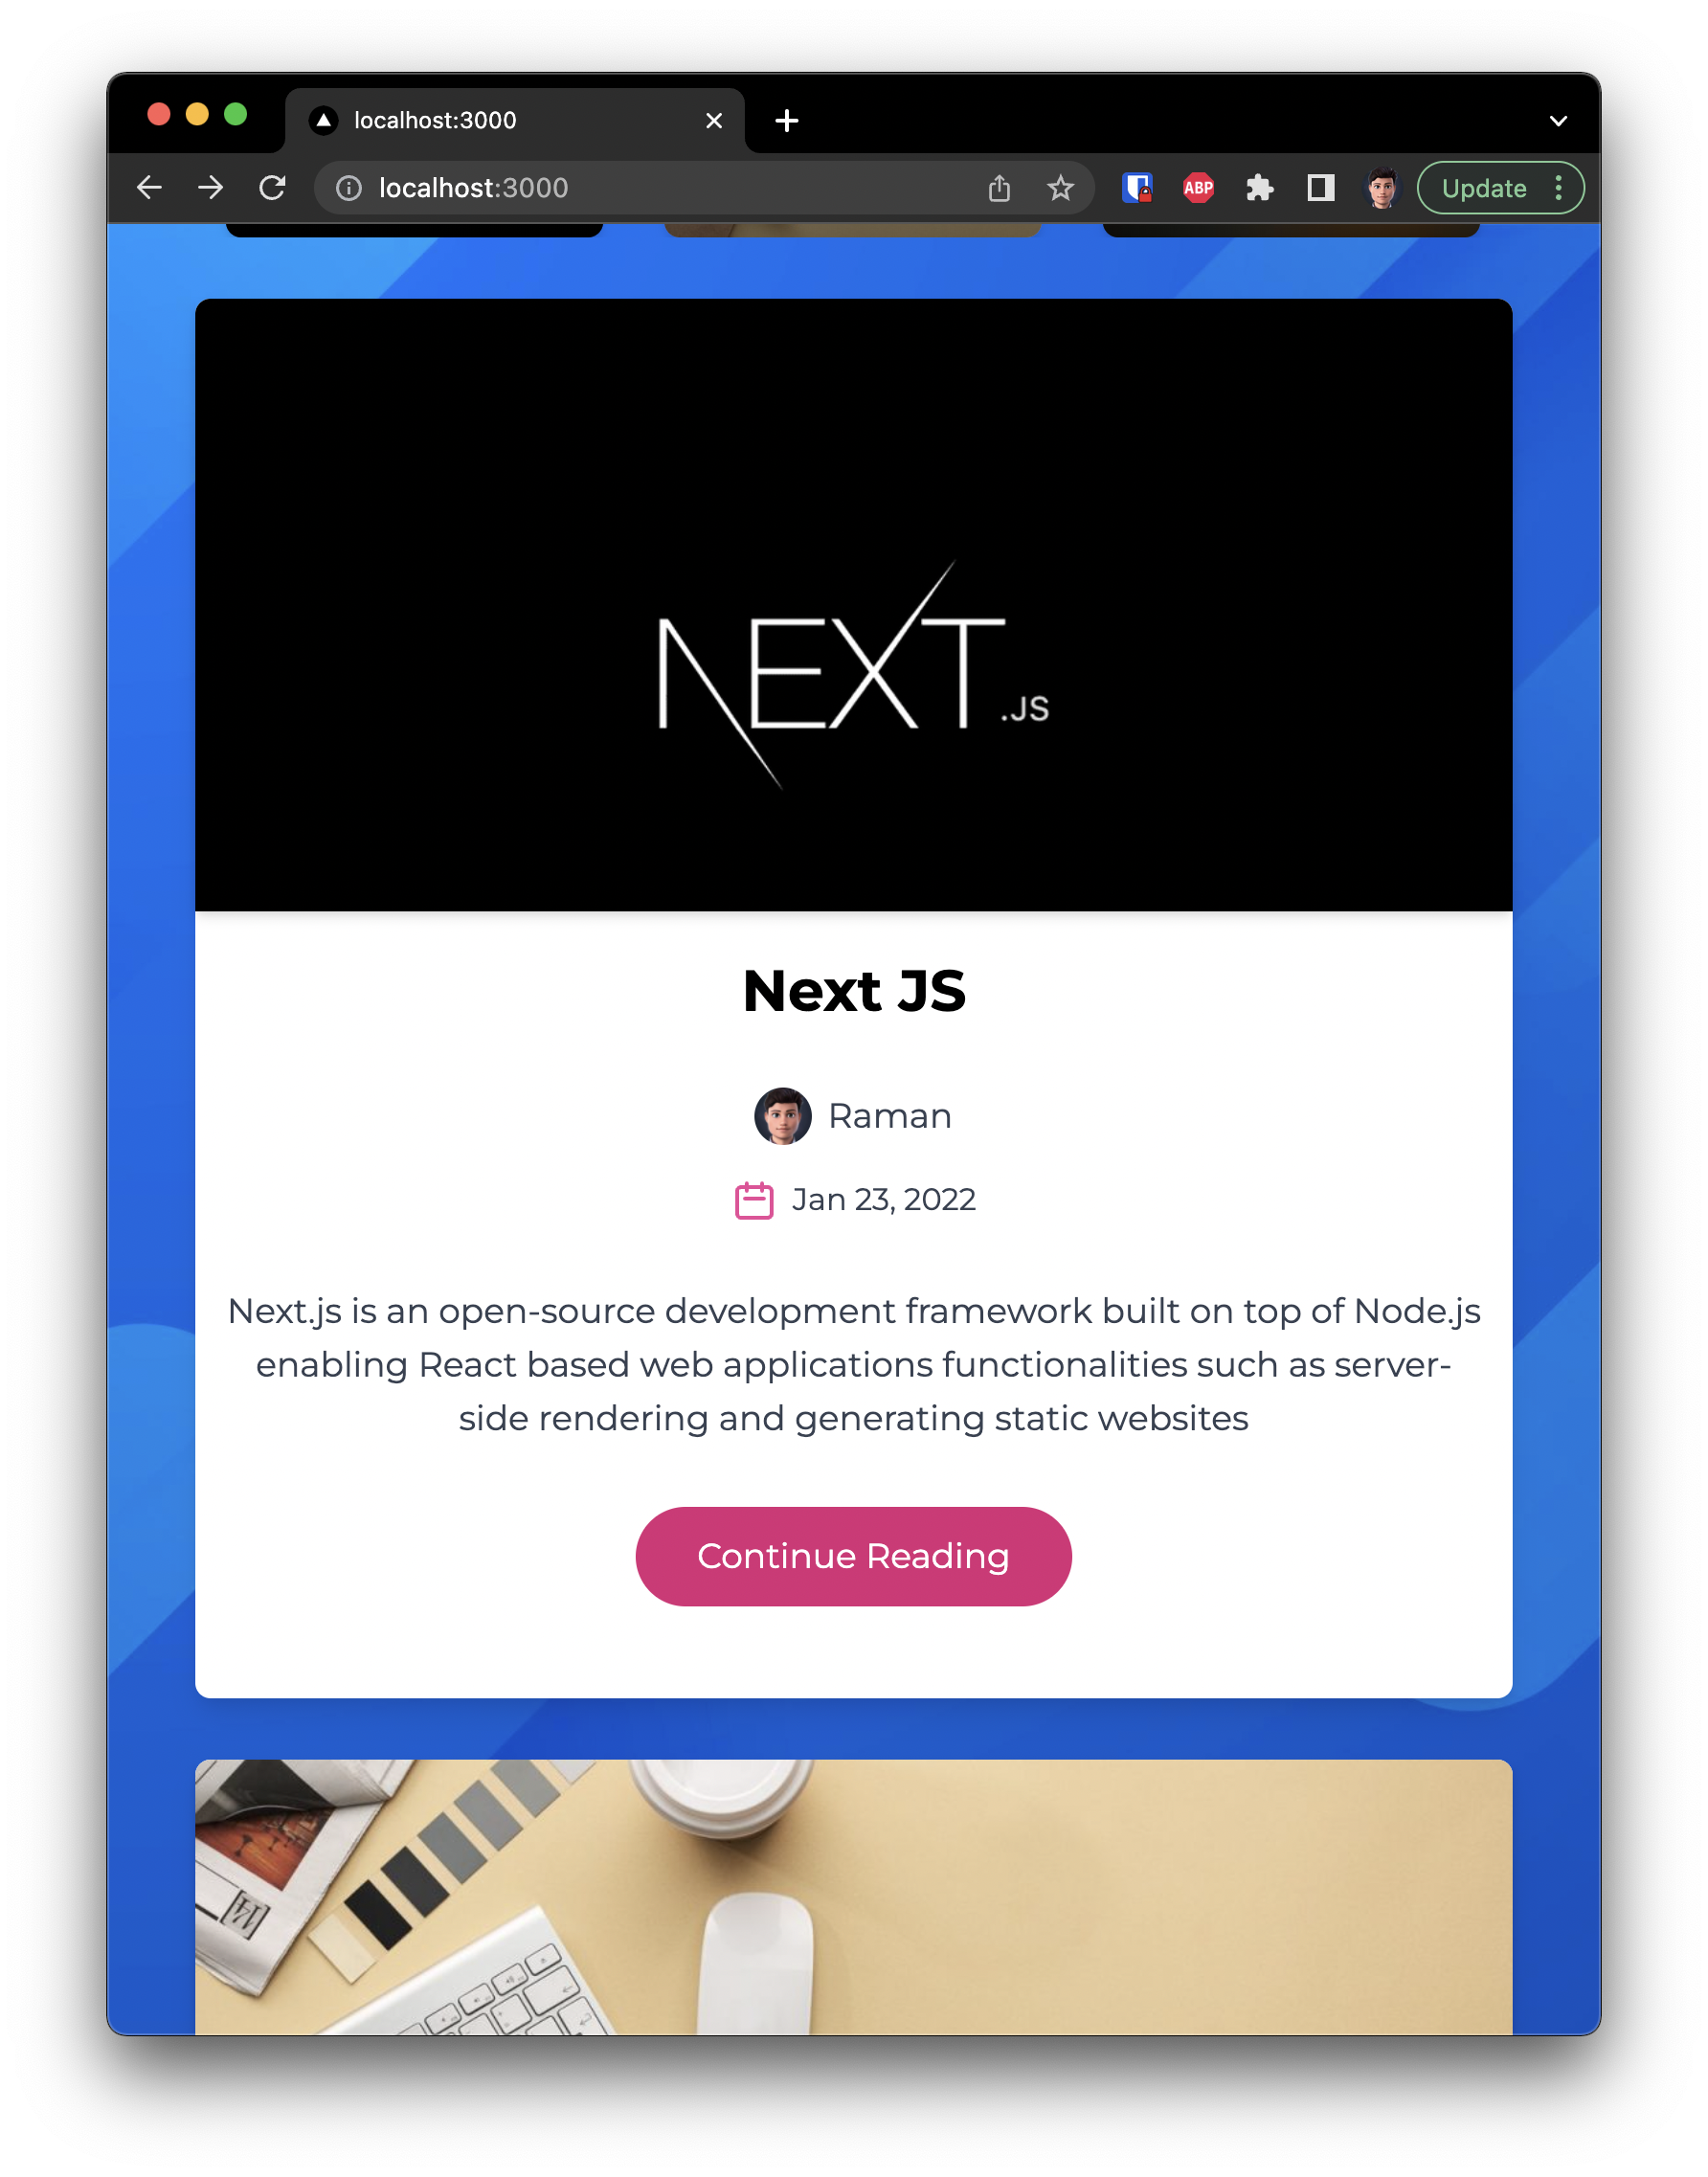 localhost:3000
localhost:3000
ABP
Update
NEXT.JS
Next JS
Raman
Jan 23, 2022
Next.js is an open-source development framework built on top of Node.js
enabling React based web applications functionalities such as server-
side rendering and generating static websites
Continue Reading
14